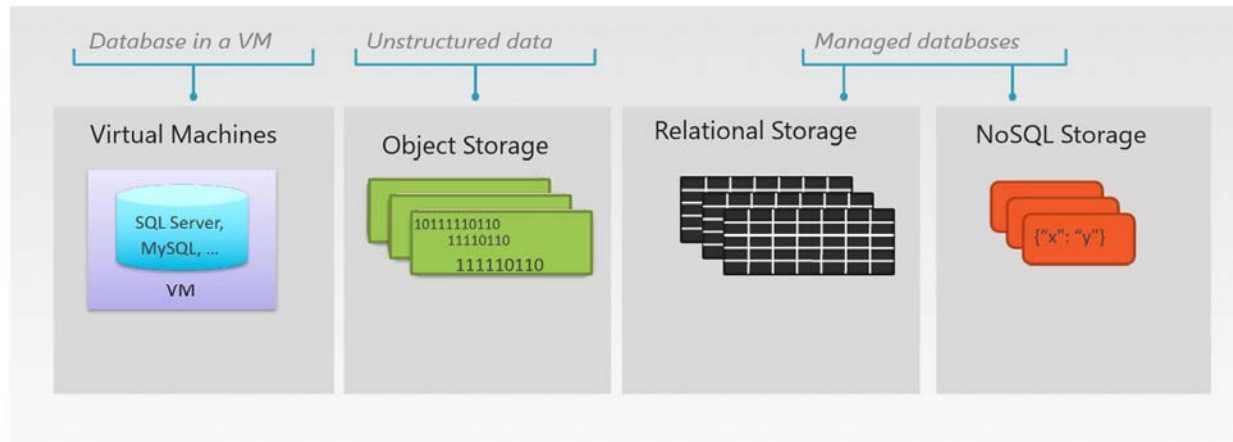 Database in a VM
Unstructured data
Managed databases
Virtual Machines
SQL Server,
MySQL, ...
VM
Object Storage
10111110110
11110110
111110110
Relational Storage
NoSQL Storage
{"x": "y"}